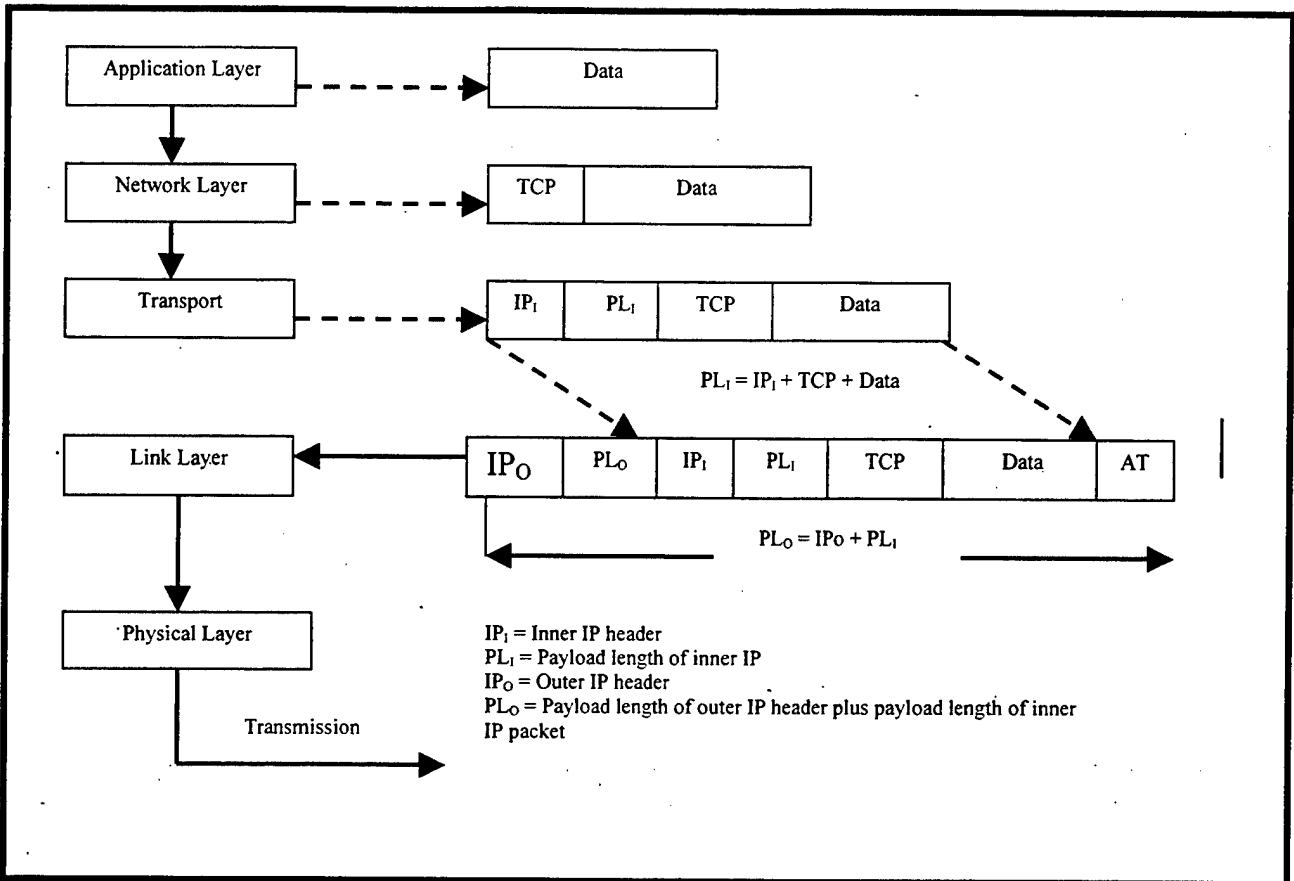 Application Layer
Data
Network Layer
TCP Data
Transport
IP_I PL_I TCP Data
PL_I = IP_I + TCP + Data
Link Layer
IP_O PL_O IP_I PL_I TCP Data AT
PL_O = IPo + PL_I
Physical Layer
IP_I = Inner IP header
PL_I = Payload length of inner IP
IP_O = Outer IP header
PL_O = Payload length of outer IP header plus payload length of inner
IP packet
Transmission